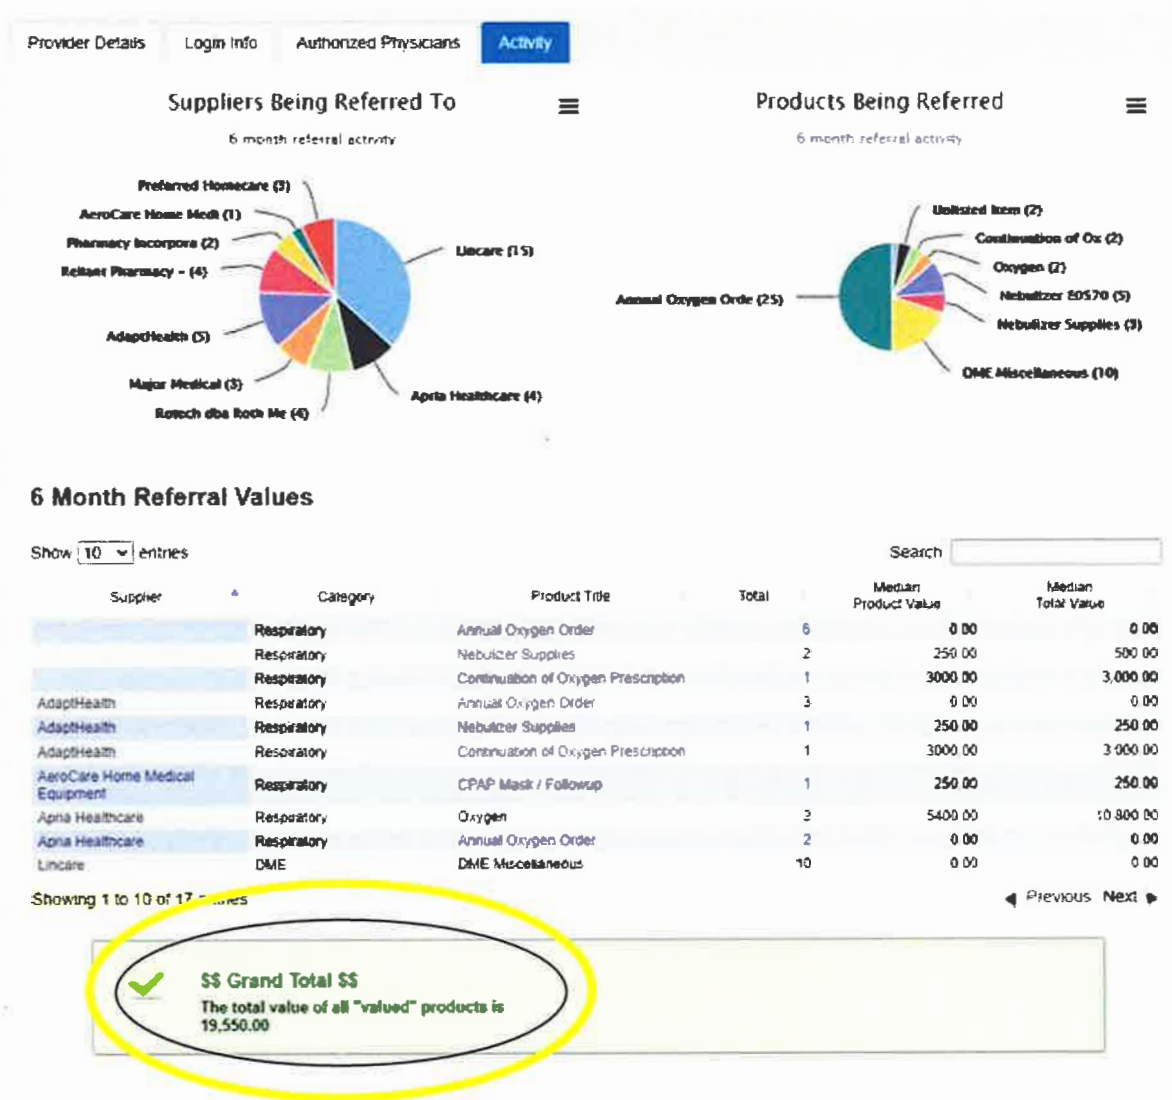 Provider Details Login Info Authorized Physicians Activity
Suppliers Being Referred To
6 month referral activity
Preferred Homecare (3)
AeroCare Home Medi (1)
Pharmacy Incorpora (2)
Reliant Pharmacy - (4)
AdaptHealth (5)
Major Medical (3)
Rotech dba Roth Me (4)
Apria Healthcare (4)
Lincare (15)
Products Being Referred
6 month referral activity
Unlisted Item (2)
Continuation of Ox (2)
Oxygen (2)
Nebulizer E0570 (5)
Nebulizer Supplies (3)
DME Miscellaneous (10)
Annual Oxygen Orde (25)
6 Month Referral Values
Show 10 entries
Search
Supplier Category Product Title Total Median Product Value Median Total Value
Respiratory Annual Oxygen Order 6 0.00 0.00
Respiratory Nebulizer Supplies 2 250.00 500.00
Respiratory Continuation of Oxygen Prescription 1 3000.00 3,000.00
AdaptHealth Respiratory Annual Oxygen Order 3 0.00 0.00
AdaptHealth Respiratory Nebulizer Supplies 1 250.00 250.00
AdaptHealth Respiratory Continuation of Oxygen Prescription 1 3000.00 3,000.00
AeroCare Home Medical Equipment Respiratory CPAP Mask / Followup 1 250.00 250.00
Apria Healthcare Respiratory Oxygen 2 5400.00 10,800.00
Apria Healthcare Respiratory Annual Oxygen Order 2 0.00 0.00
Lincare DME DME Miscellaneous 10 0.00 0.00
Showing 1 to 10 of 17 entries
Previous Next
$$ Grand Total $$
The total value of all "valued" products is
19,550.00